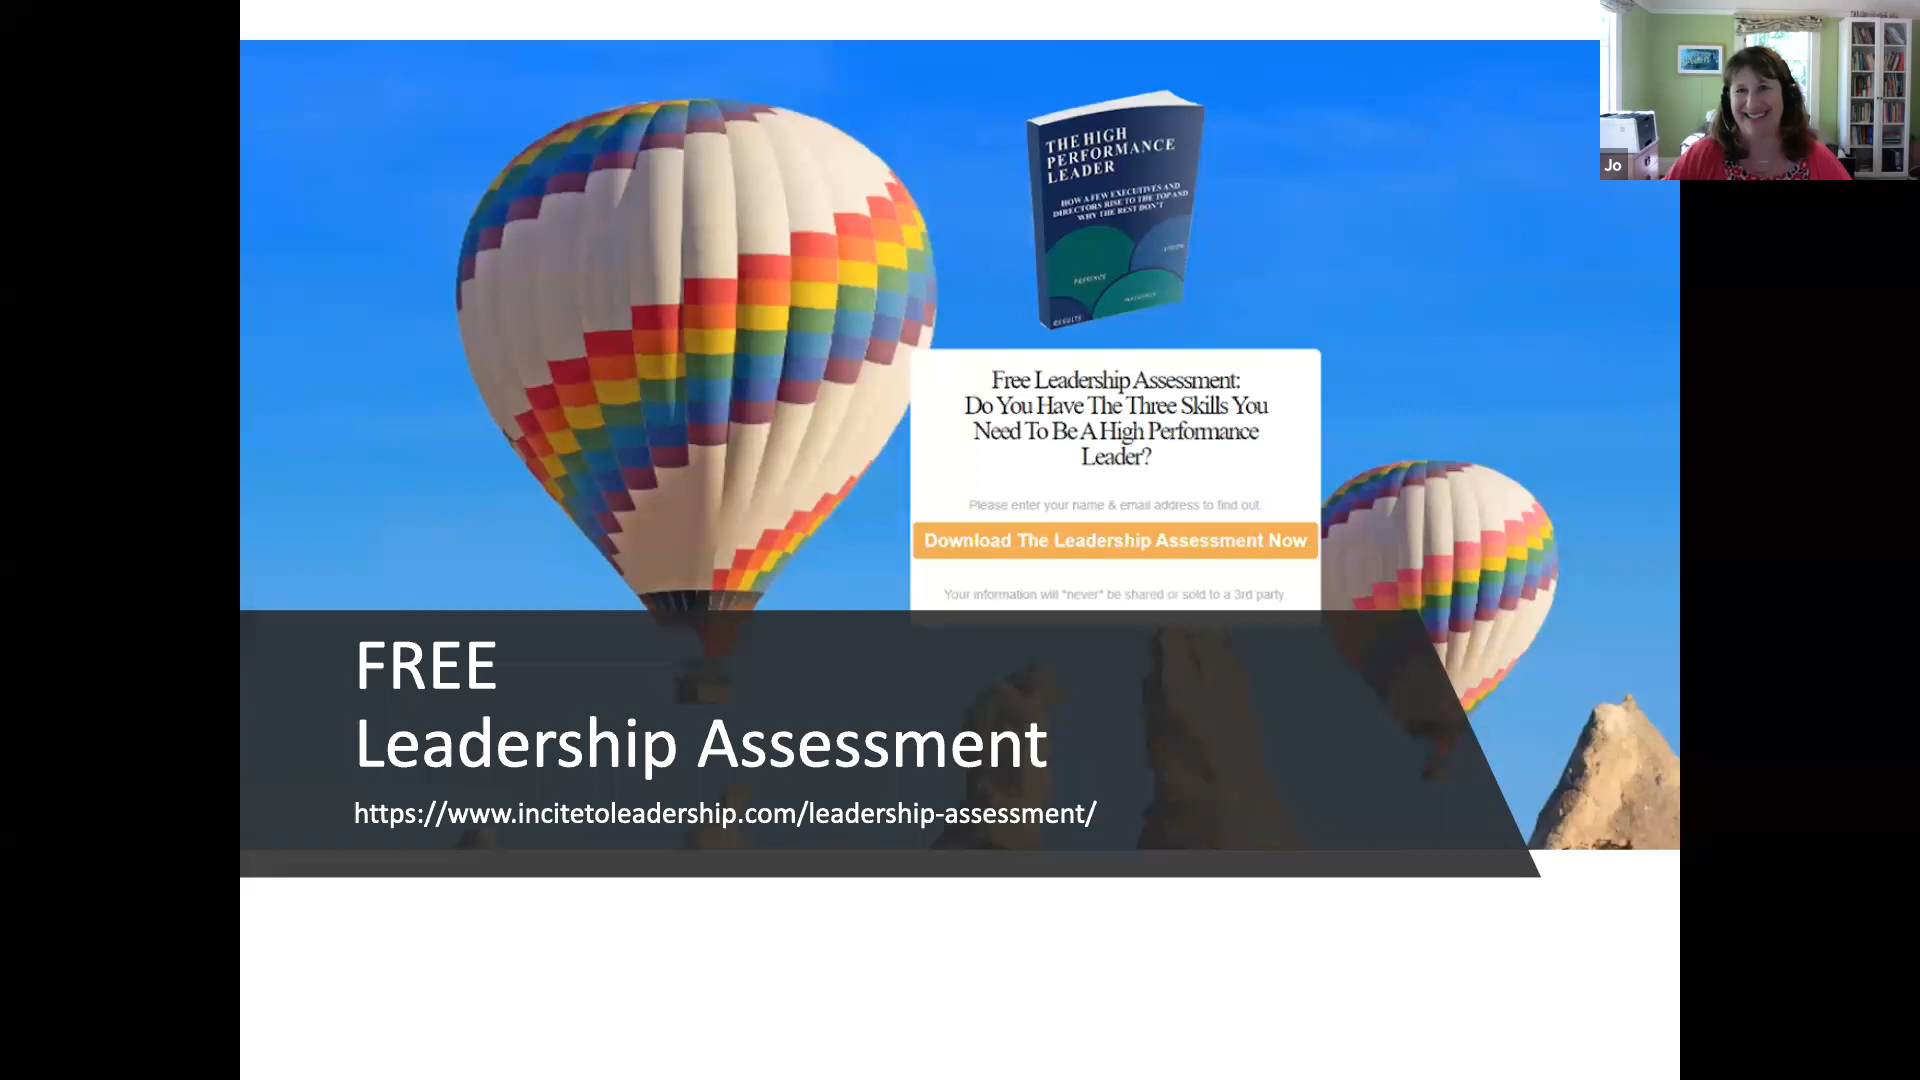 Jo
THE HIGH
PERFORMANCE
LEADER
HOW A FEW EXECUTIVES AND
DIRECTORS RISE TO THE TOP AND
WHY THE REST DON'T
RESULTS
Free Leadership Assessment:
Do You Have The Three Skills You
Need To Be A High Performance
Leader?
Please enter your name & email address to find out.
Download The Leadership Assessment Now
Your information will *never* be shared or sold to a 3rd party.
FREE
Leadership Assessment
https://www.incitetoleadership.com/leadership-assessment/